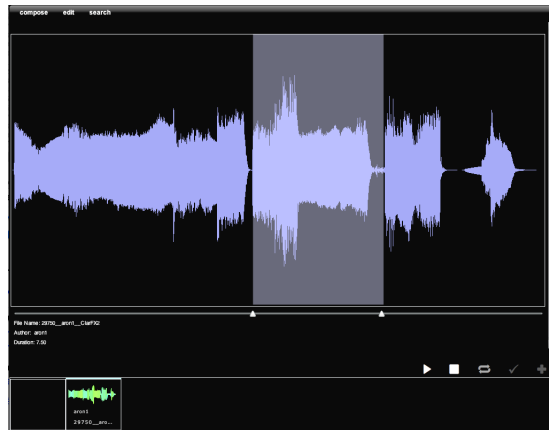 compose edit search
File Name: 29750__aron1__ClarFX2
Author: aron1
Duration: 7.50
aron1
29750__aro...